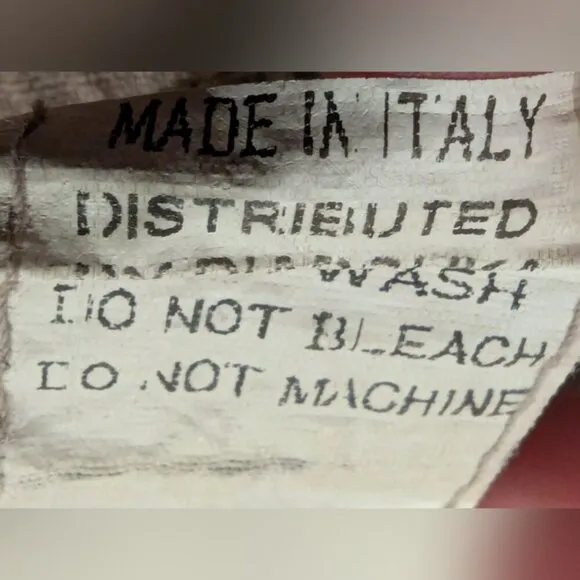 MADE IN ITALY
DISTRIBUTED
WASH
DO NOT BLEACH
DO NOT MACHINE